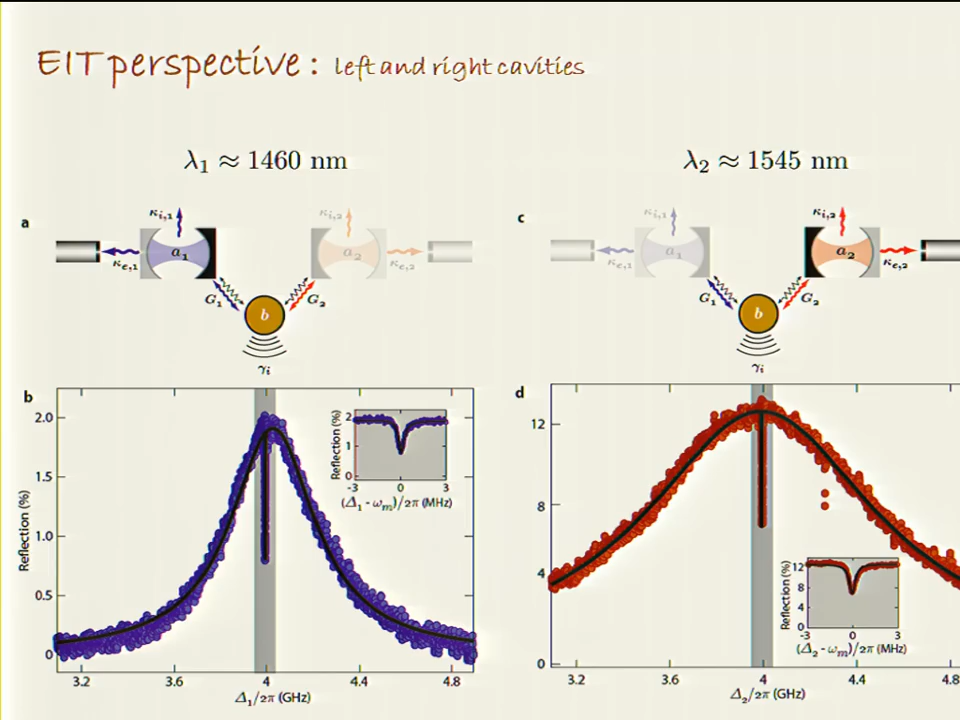 EIT perspective : left and right cavities
λ₁ ≈ 1460 nm
λ₂ ≈ 1545 nm
a
κi,1
a₁
κe,1
κi,2
a₂
κe,2
G₁
G₂
b
γi
c
κi,1
a₁
κe,1
κi,2
a₂
κe,2
G₁
G₂
b
γi
b
Reflection (%)
2.0
1.5
1.0
0.5
0
3.2 3.6 4 4.4 4.8
Δ₁/2π (GHz)
Reflection (%)
2
1
0
-3 0 3
(Δ₁ - ωm)/2π (MHz)
d
12
8
4
0
3.2 3.6 4 4.4 4.8
Δ₂/2π (GHz)
Reflection (%)
12
8
4
0
-3 0 3
(Δ₂ - ωm)/2π (MHz)